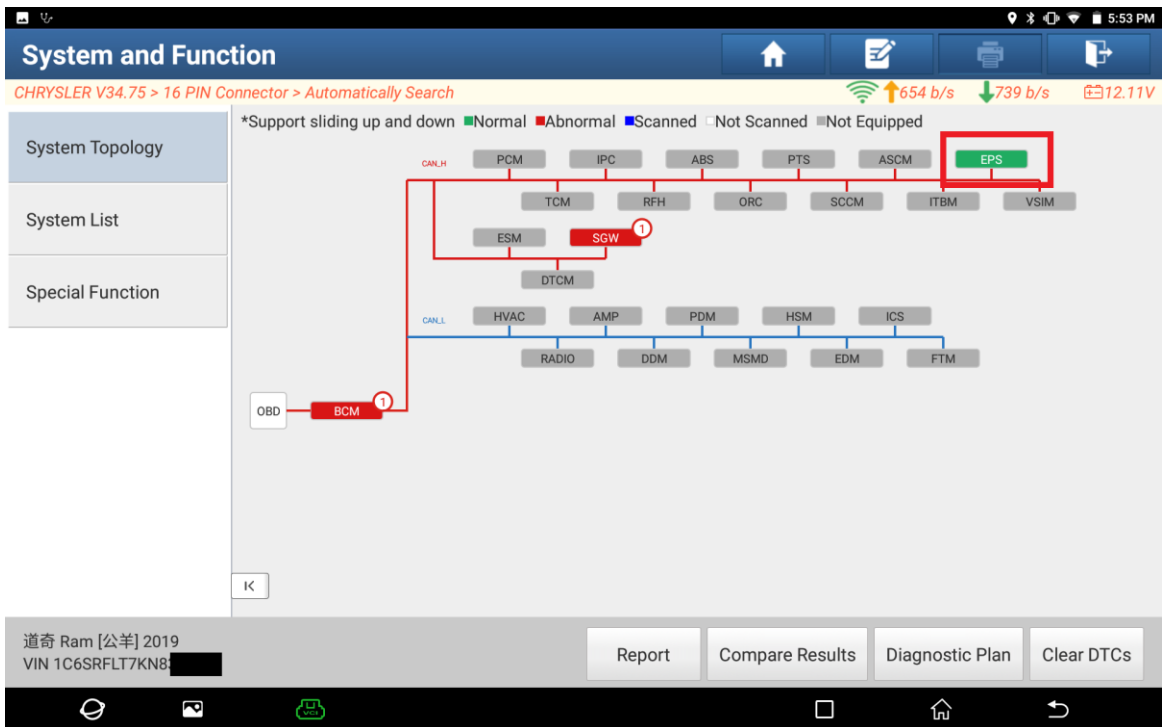 5:53 PM
System and Function
CHRYSLER V34.75 > 16 PIN Connector > Automatically Search 654 b/s 739 b/s 12.11V
System Topology
System List
Special Function
*Support sliding up and down Normal Abnormal Scanned Not Scanned Not Equipped
CAN_H PCM IPC ABS PTS ASCM EPS
TCM RFH ORC SCCM ITBM VSIM
ESM SGW 1
DTCM
CAN_L HVAC AMP PDM HSM ICS
RADIO DDM MSMD EDM FTM
OBD BCM 1
道奇 Ram [公羊] 2019
VIN 1C6SRFLT7KN8
Report Compare Results Diagnostic Plan Clear DTCs
VCI